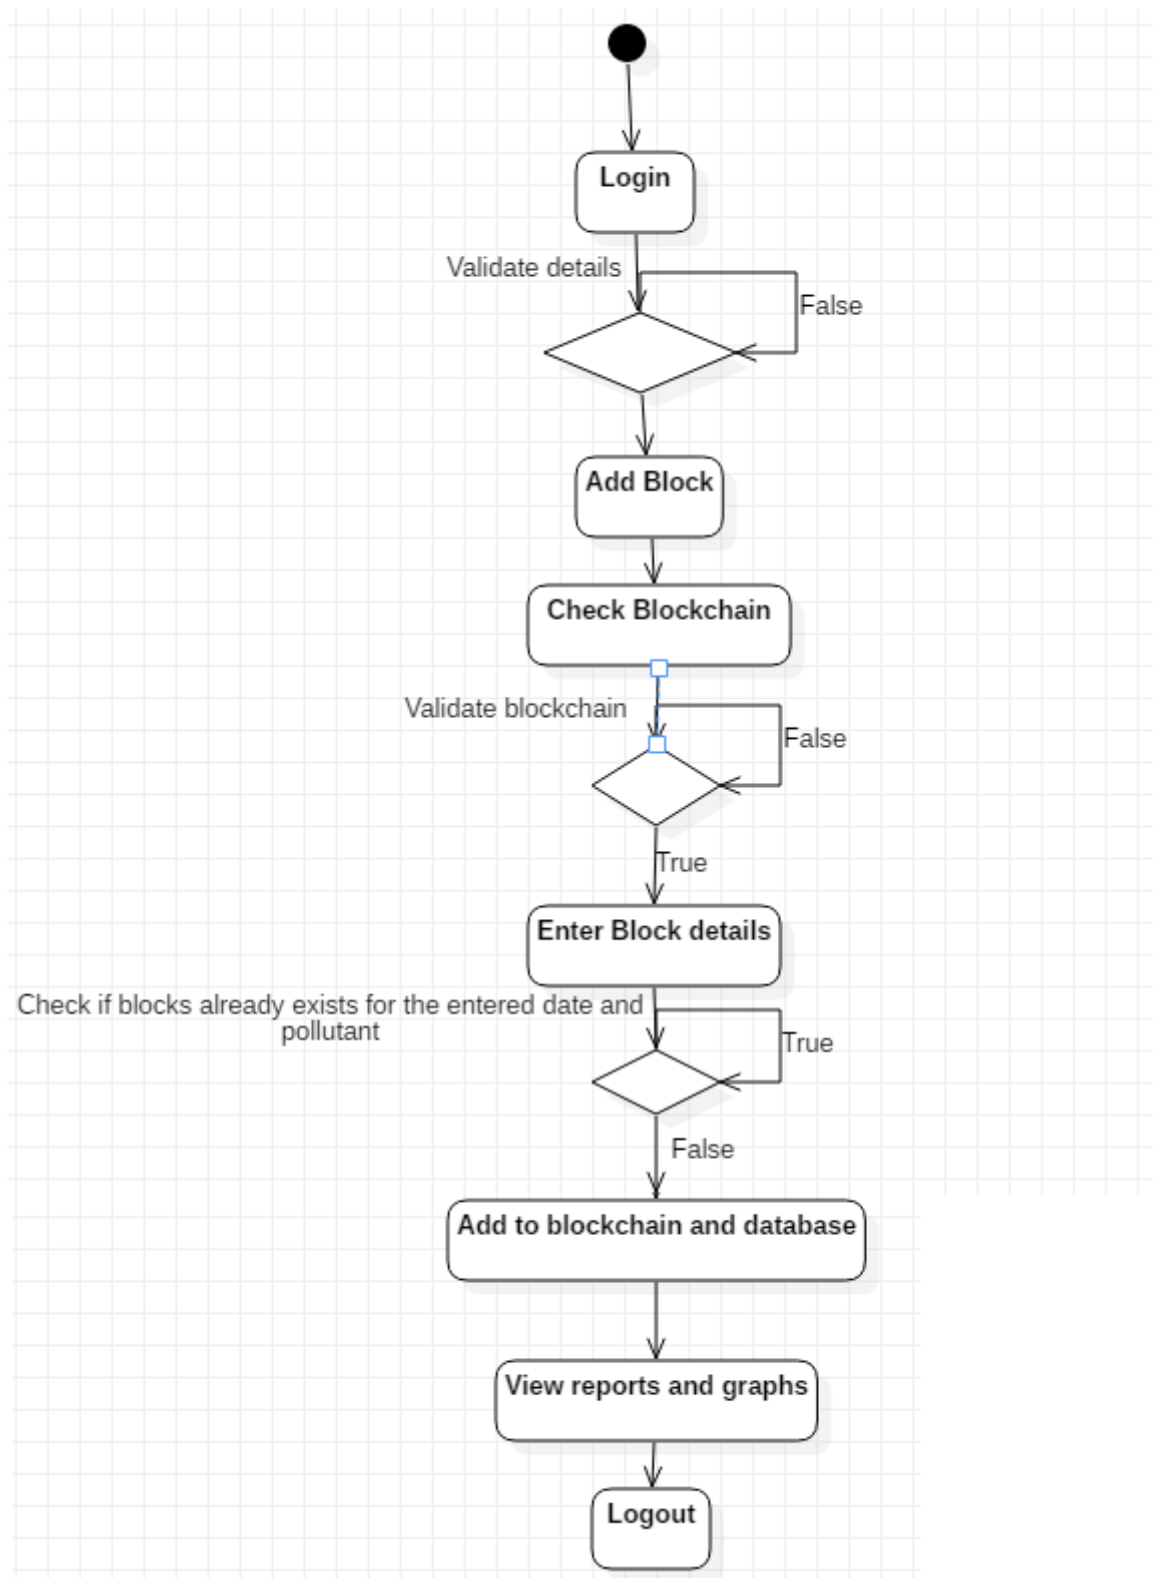 Login
Validate details
False
Add Block
Check Blockchain
Validate blockchain
False
True
Enter Block details
Check if blocks already exists for the entered date and
pollutant
True
False
Add to blockchain and database
View reports and graphs
Logout